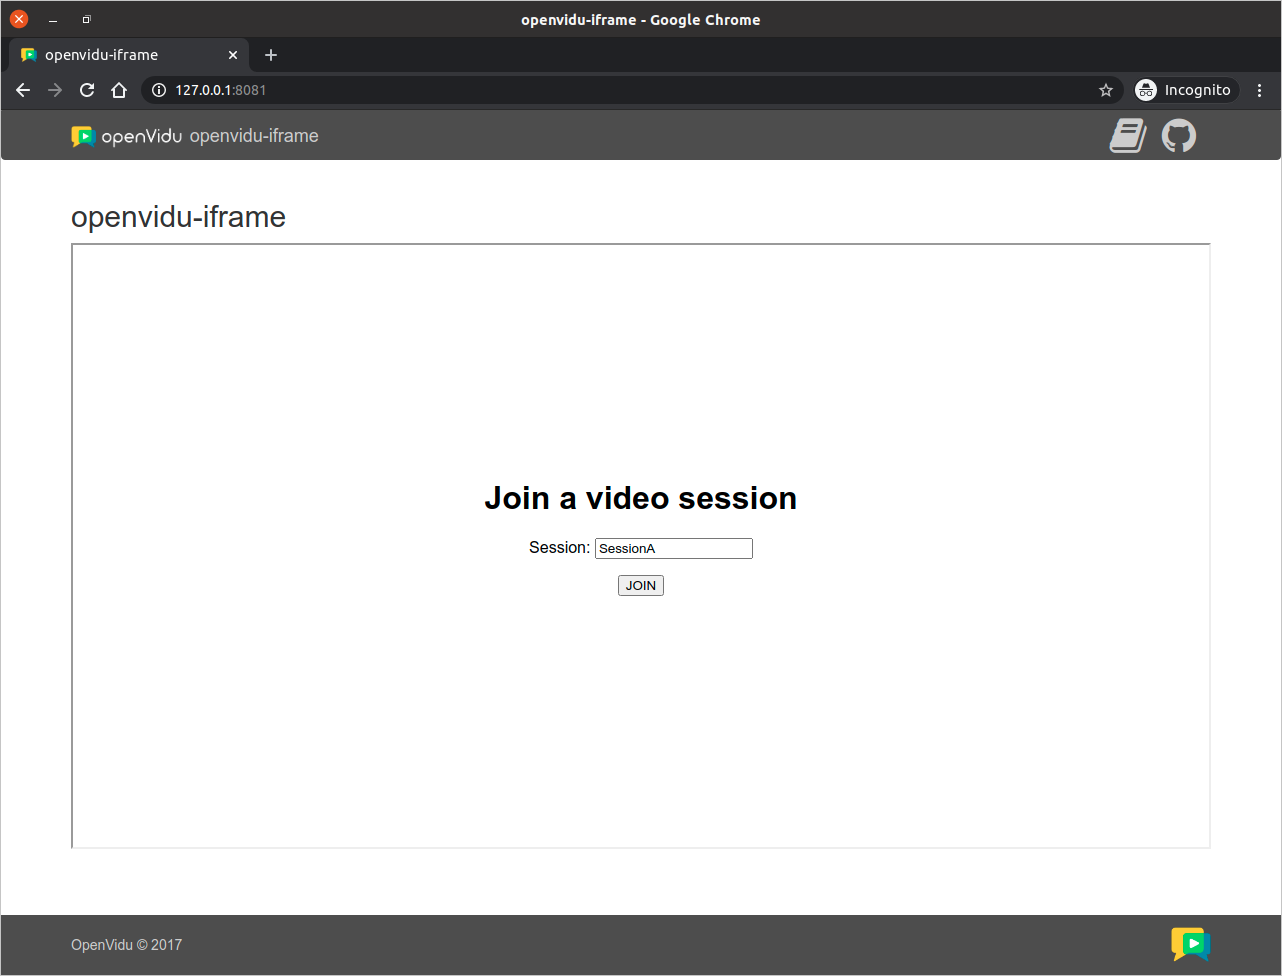 openvidu-iframe - Google Chrome
openvidu-iframe
127.0.0.1:8081
Incognito
openVidu openvidu-iframe
openvidu-iframe
Join a video session
Session: SessionA
JOIN
OpenVidu © 2017